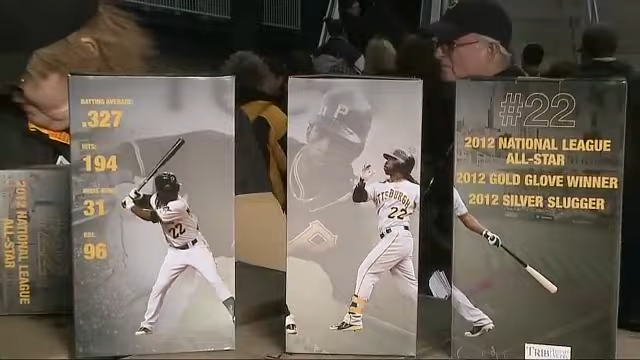 BATTING AVERAGE:
.327
HITS:
194
HOME RUNS:
31
RBI:
96
22
P
PITTSBURGH
22
#22
2012 NATIONAL LEAGUE
ALL-STAR
2012 GOLD GLOVE WINNER
2012 SILVER SLUGGER
2012 NATIONAL LEAGUE
ALL-STAR